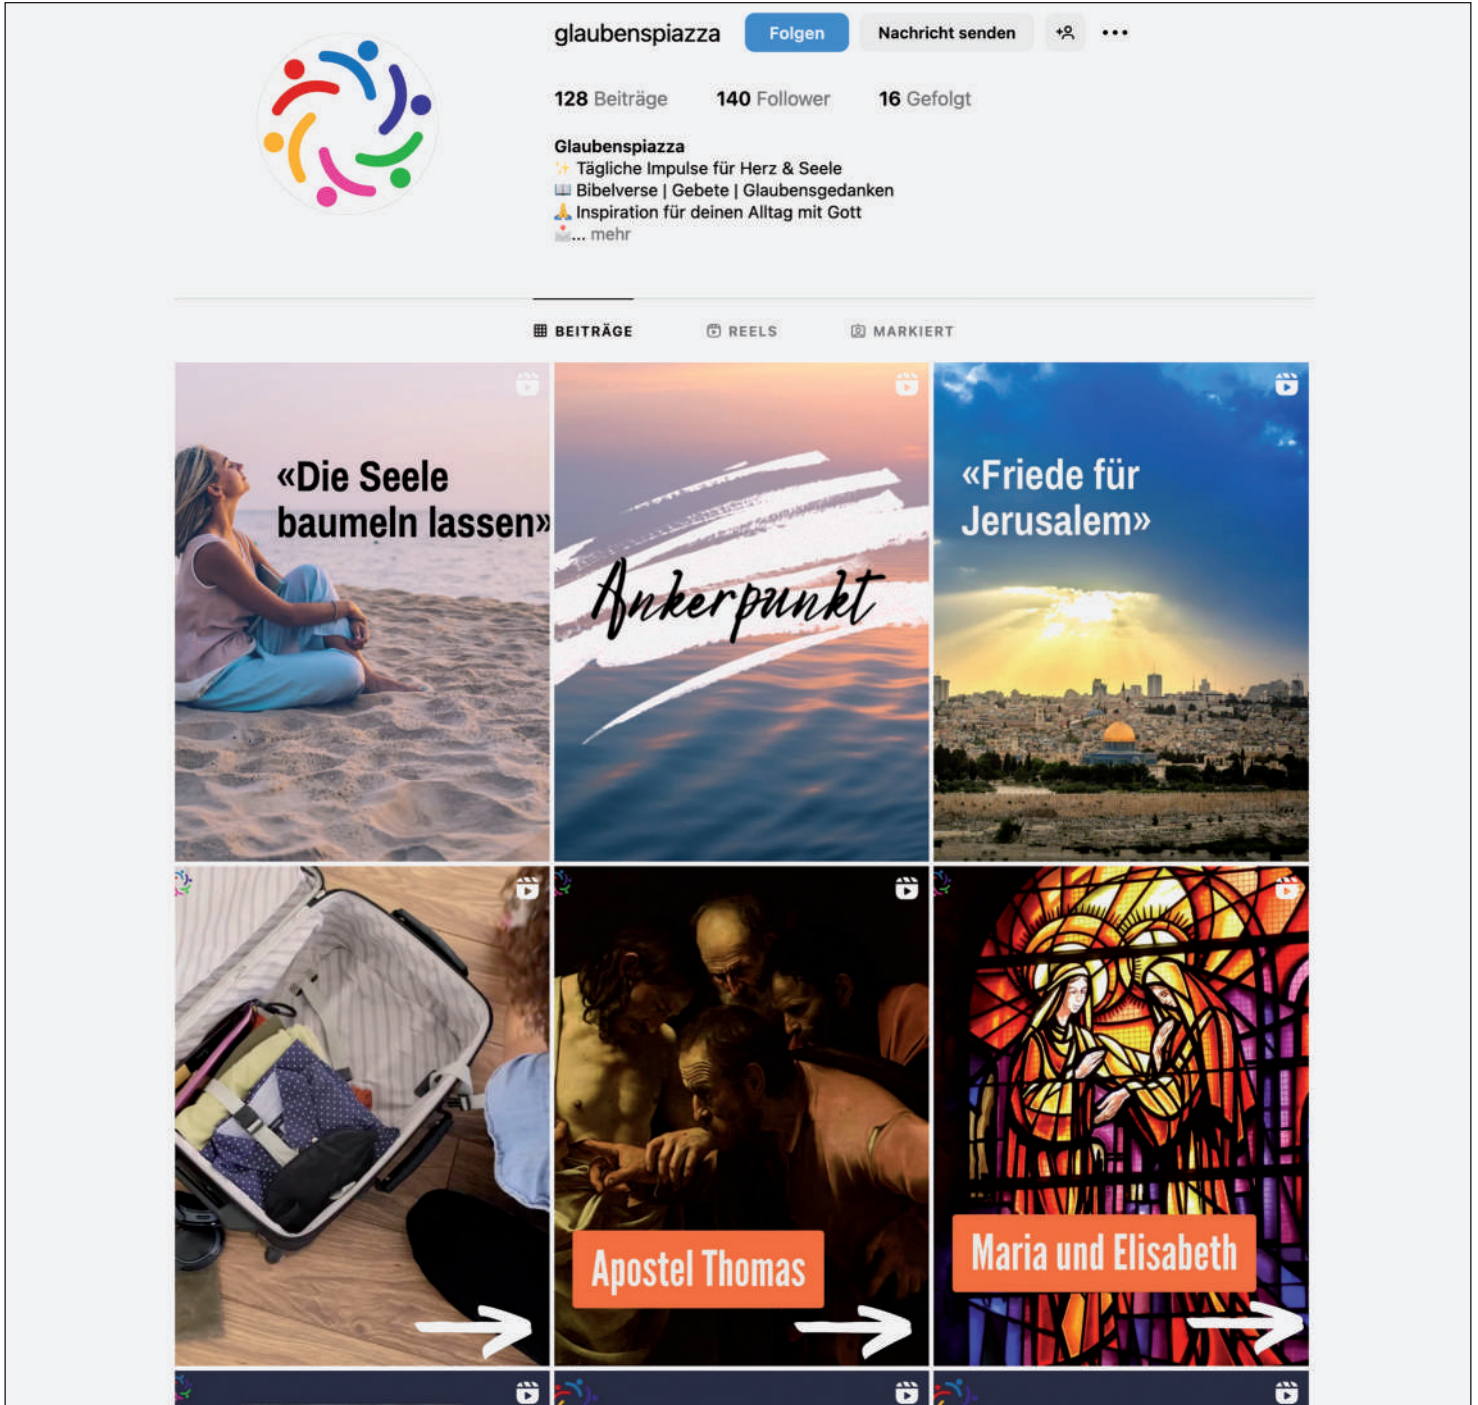 glaubenspiazza Folgen Nachricht senden
128 Beiträge 140 Follower 16 Gefolgt
Glaubenspiazza
Tägliche Impulse für Herz & Seele
Bibelverse | Gebete | Glaubensgedanken
Inspiration für deinen Alltag mit Gott
... mehr
BEITRÄGE REELS MARKIERT
«Die Seele
baumeln lassen»
Ankerpunkt
«Friede für
Jerusalem»
Apostel Thomas
Maria und Elisabeth